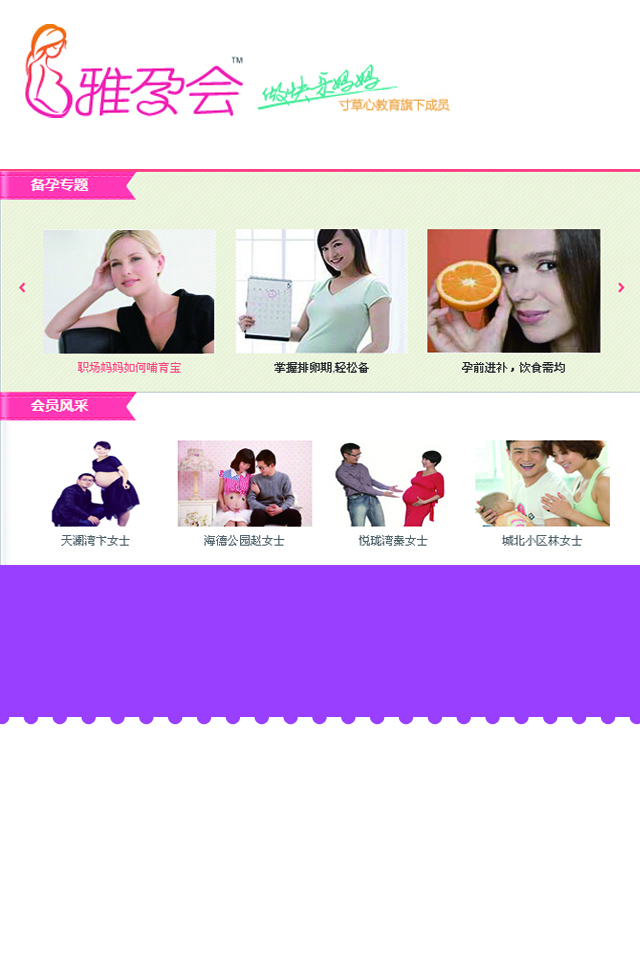 雅孕会™
做快乐妈妈
寸草心教育旗下成员
备孕专题
职场妈妈如何哺育宝
掌握排卵期,轻松备
孕前进补，饮食需均
会员风采
天澜湾卞女士
海德公园赵女士
悦珑湾秦女士
城北小区林女士